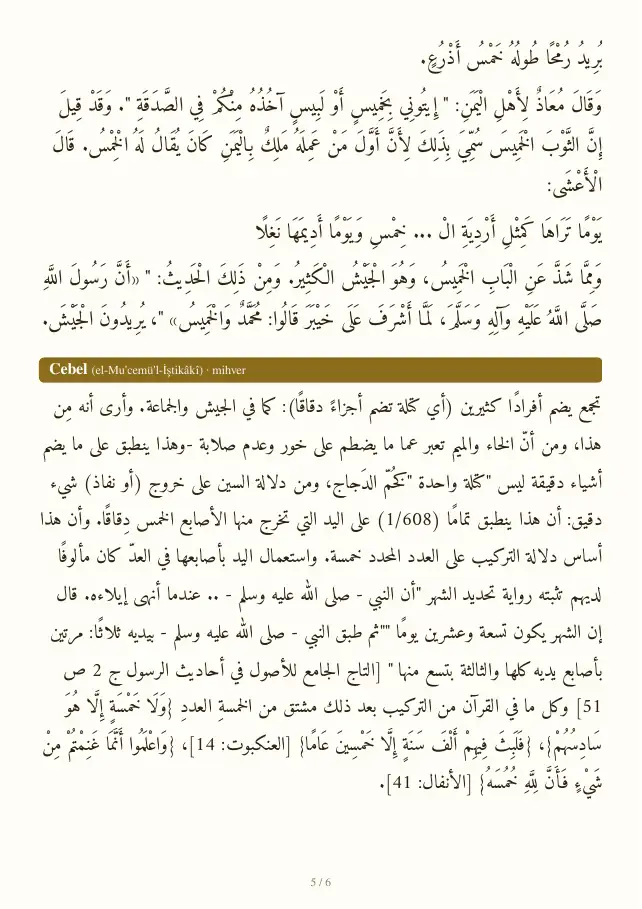 يُرِيدُ رُمْحًا طُولُهُ خَمْسُ أَذْرُعٍ.
وَقَالَ مُعَاذٌ لِأَهْلِ الْيَمَنِ: " إِيتُونِي بِخَمِيسٍ أَوْ لَبِيسٍ آخُذُهُ مِنْكُمْ فِي الصَّدَقَةِ ". وَقَدْ قِيلَ
إِنَّ الثَّوْبَ الْخَمِيسَ سُمِّيَ بِذَلِكَ لِأَنَّ أَوَّلَ مَنْ عَمِلَهُ مَلِكٌ بِالْيَمَنِ كَانَ يُقَالُ لَهُ الْخِمْسُ. قَالَ
الْأَعْشَى:
يَوْمًا تَرَاهَا كَمِثْلِ أَرْدِيَةِ الْ ... خِمْسِ وَيَوْمًا أَدِيمَهَا نَغِلًا
وَمِمَّا شَذَّ عَنِ الْبَابِ الْخَمِيسُ، وَهُوَ الْجَيْشُ الْكَثِيرُ. وَمِنْ ذَلِكَ الْحَدِيثُ: " «أَنَّ رَسُولَ اللَّهِ
صَلَّى اللَّهُ عَلَيْهِ وَآلِهِ وَسَلَّمَ، لَمَّا أَشْرَفَ عَلَى خَيْبَرَ قَالُوا: مُحَمَّدٌ وَالْخَمِيسُ» "، يُرِيدُونَ الْجَيْشَ.
Cebel (el-Mu'cemü'l-İştikâkî) · mihver
تجمع يضم أفرادًا كثيرين (أي كتلة تضم أجزاءً دقاقًا): كما في الجيش والجماعة. وأرى أنه مِن
هذا، ومن أنّ الخاء والميم تعبر عما ما يضطم على خور وعدم صلابة -وهذا ينطبق على ما يضم
أشياء دقيقة ليس "كتلة واحدة "كخُمّ الدَجاج، ومن دلالة السين على خروج (أو نفاذ) شيء
دقيق: أن هذا ينطبق تمامًا (1/608) على اليد التي تخرج منها الأصابع الخمس دِقاقًا. وأن هذا
أساس دلالة التركيب على العدد المحدد خمسة. واستعمال اليد بأصابعها في العدّ كان مألوفًا
لديهم تثبته رواية تحديد الشهر "أن النبي - صلى الله عليه وسلم - .. عندما أنهى إيلاءه. قال
إن الشهر يكون تسعة وعشرين يومًا ""ثم طبق النبي - صلى الله عليه وسلم - بيديه ثلاثًا: مرتين
بأصابع يديه كلها والثالثة بتسع منها " [التاج الجامع للأصول في أحاديث الرسول ج 2 ص
51] وكل ما في القرآن من التركيب بعد ذلك مشتق من الخمسة العددِ {وَلَا خَمْسَةٍ إِلَّا هُوَ
سَادِسُهُمْ}، {فَلَبِثَ فِيهِمْ أَلْفَ سَنَةٍ إِلَّا خَمْسِينَ عَامًا} [العنكبوت: 14]، {وَاعْلَمُوا أَنَّمَا غَنِمْتُمْ مِنْ
شَيْءٍ فَأَنَّ لِلَّهِ خُمُسَهُ} [الأنفال: 41].
5 / 6